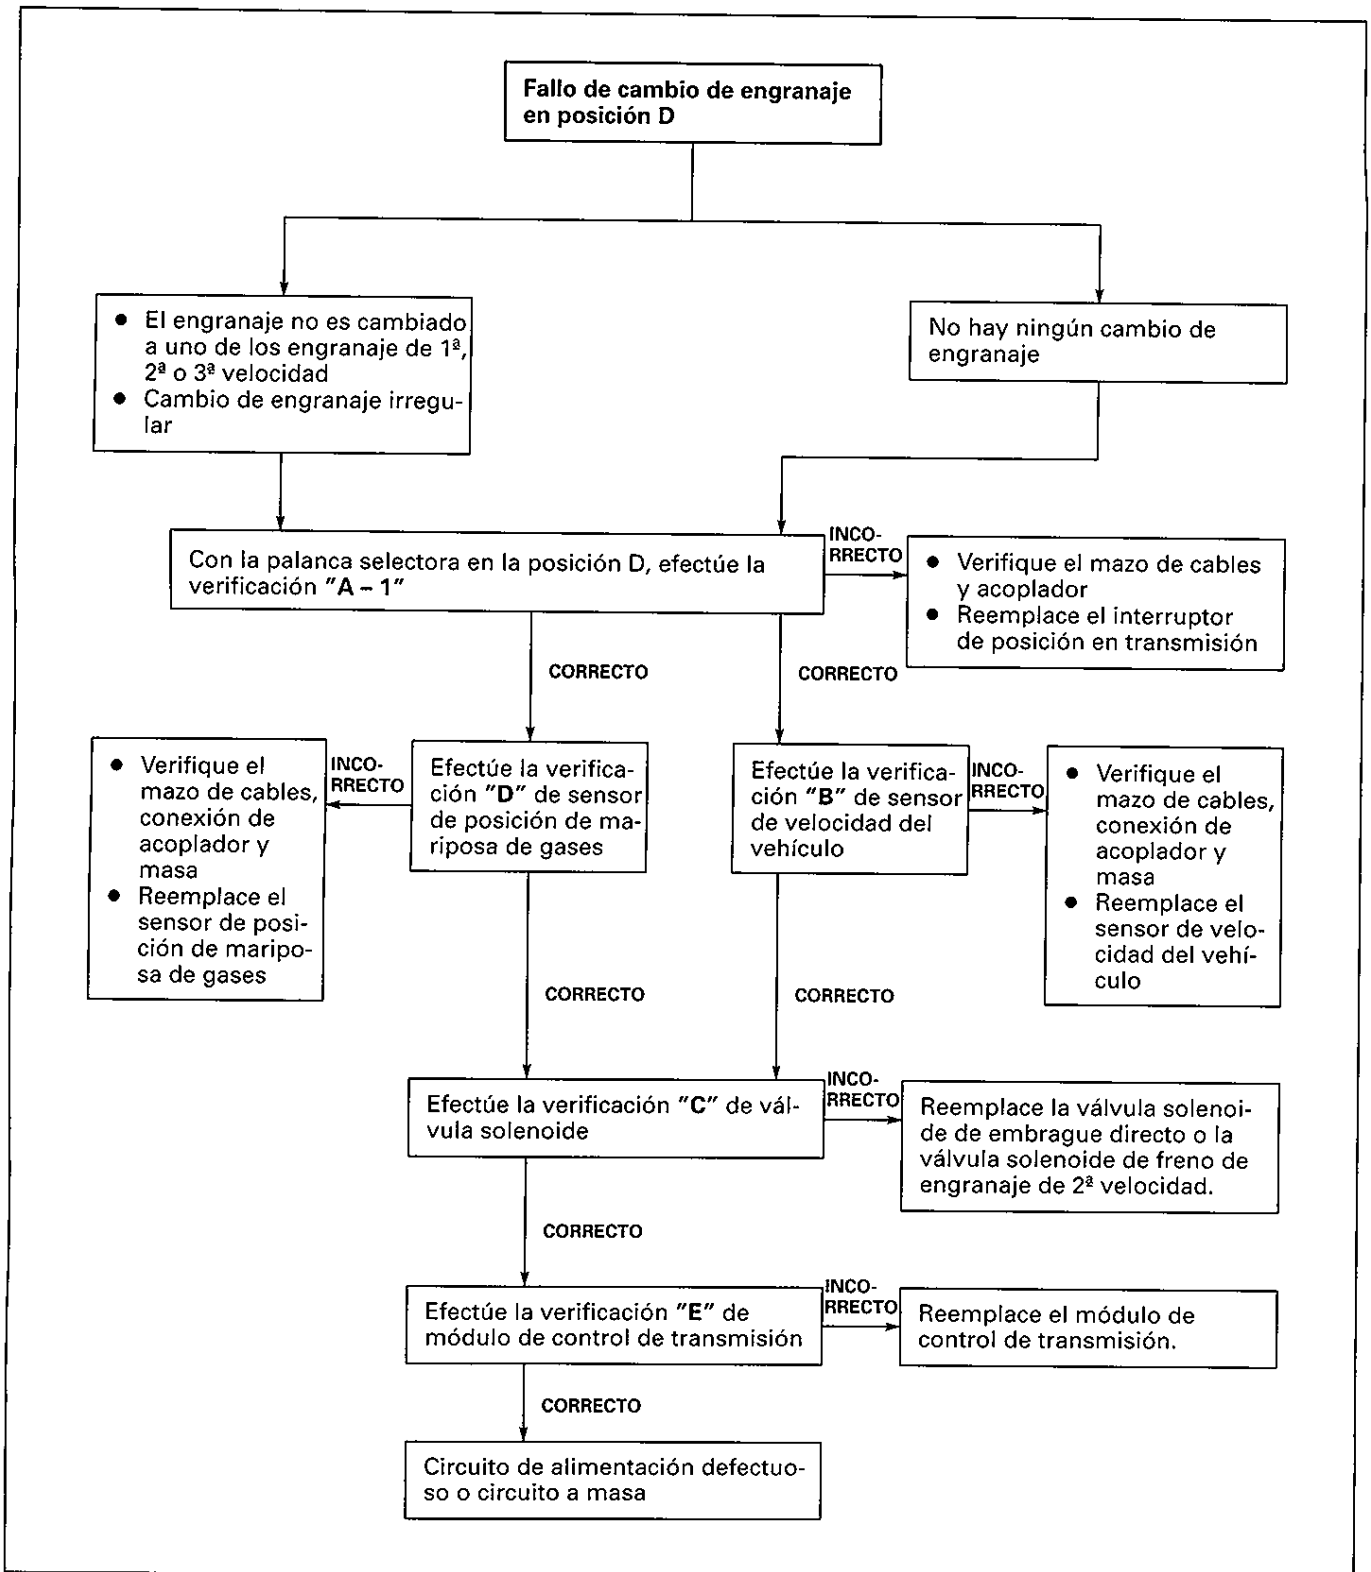 Fallo de cambio de engranaje
en posición D
● El engranaje no es cambiado
a uno de los engranaje de 1ª,
2ª o 3ª velocidad
● Cambio de engranaje irregu-
lar
No hay ningún cambio de
engranaje
Con la palanca selectora en la posición D, efectúe la
verificación "A – 1"
INCO-
RRECTO
● Verifique el mazo de cables
y acoplador
● Reemplace el interruptor
de posición en transmisión
CORRECTO
CORRECTO
● Verifique el
mazo de cables,
conexión de
acoplador y
masa
● Reemplace el
sensor de posi-
ción de maripo-
sa de gases
INCO-
RRECTO
Efectúe la verifica-
ción "D" de sensor
de posición de ma-
riposa de gases
Efectúe la verifica-
ción "B" de sensor
de velocidad del
vehículo
INCO-
RRECTO
● Verifique el
mazo de cables,
conexión de
acoplador y
masa
● Reemplace el
sensor de velo-
cidad del vehí-
culo
CORRECTO
CORRECTO
Efectúe la verificación "C" de vál-
vula solenoide
INCO-
RRECTO
Reemplace la válvula solenoi-
de de embrague directo o la
válvula solenoide de freno de
engranaje de 2ª velocidad.
CORRECTO
Efectúe la verificación "E" de
módulo de control de transmisión
INCO-
RRECTO
Reemplace el módulo de
control de transmisión.
CORRECTO
Circuito de alimentación defectuo-
so o circuito a masa